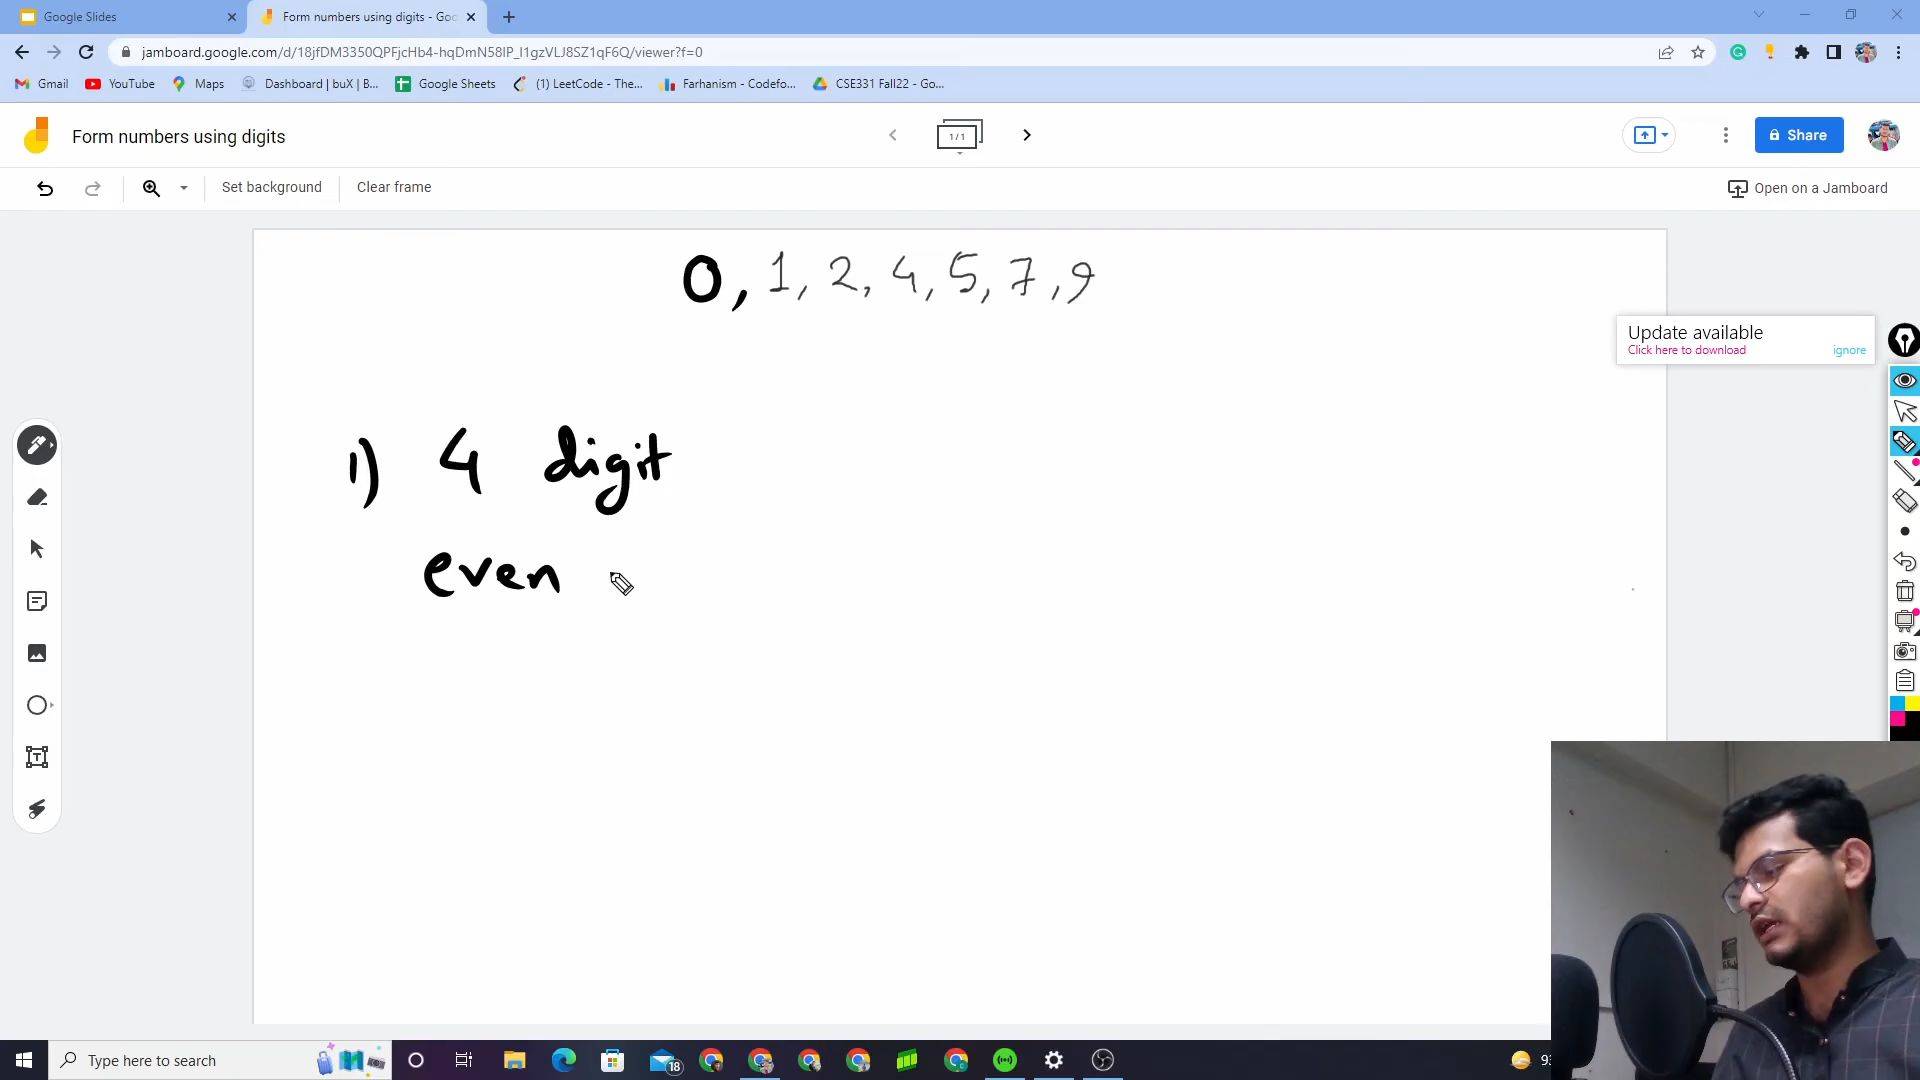 Google Slides
Form numbers using digits - Goo
jamboard.google.com/d/18jfDM3350QPFjcHb4-hqDmN58IP_I1gzVLJ8SZ1qF6Q/viewer?f=0
Gmail YouTube Maps Dashboard | buX | B... Google Sheets (1) LeetCode - The... Farhanism - Codefo... CSE331 Fall22 - Go...
Form numbers using digits
1 / 1
Share
Set background Clear frame
Open on a Jamboard
0, 1, 2, 4, 5, 7, 9
Update available
Click here to download ignore
1) 4 digit
even
Type here to search
18